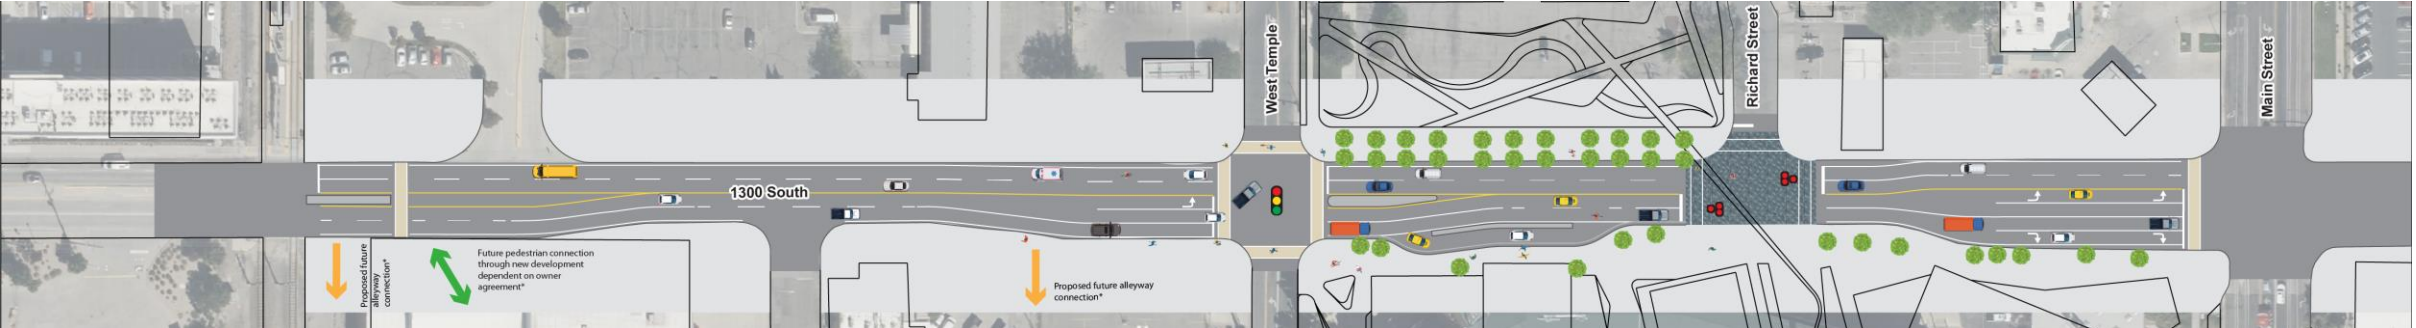 West Temple
Richard Street
Main Street
1300 South
Proposed future
alleyway
connection*
Future pedestrian connection
through new development
dependent on owner
agreement*
Proposed future alleyway
connection*